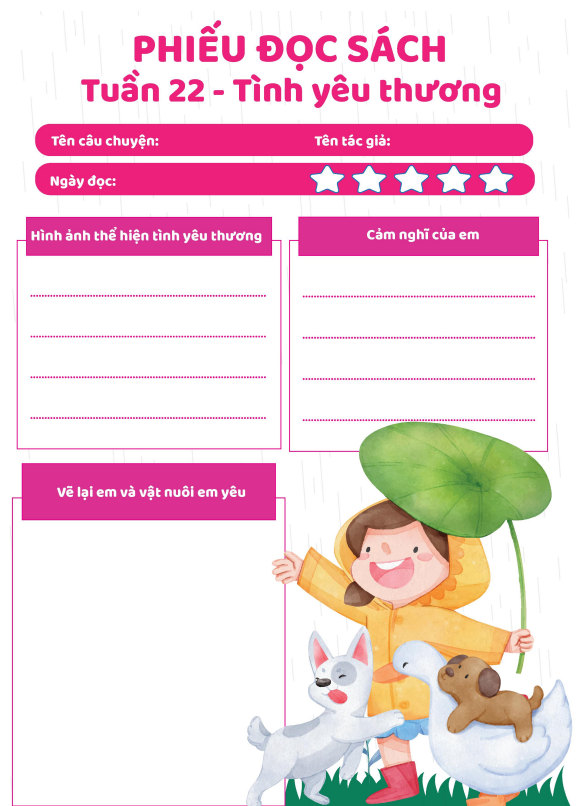 PHIẾU ĐỌC SÁCH
Tuần 22 - Tình yêu thương
Tên câu chuyện: Tên tác giả:
Ngày đọc:
Hình ảnh thể hiện tình yêu thương
Cảm nghĩ của em
Vẽ lại em và vật nuôi em yêu